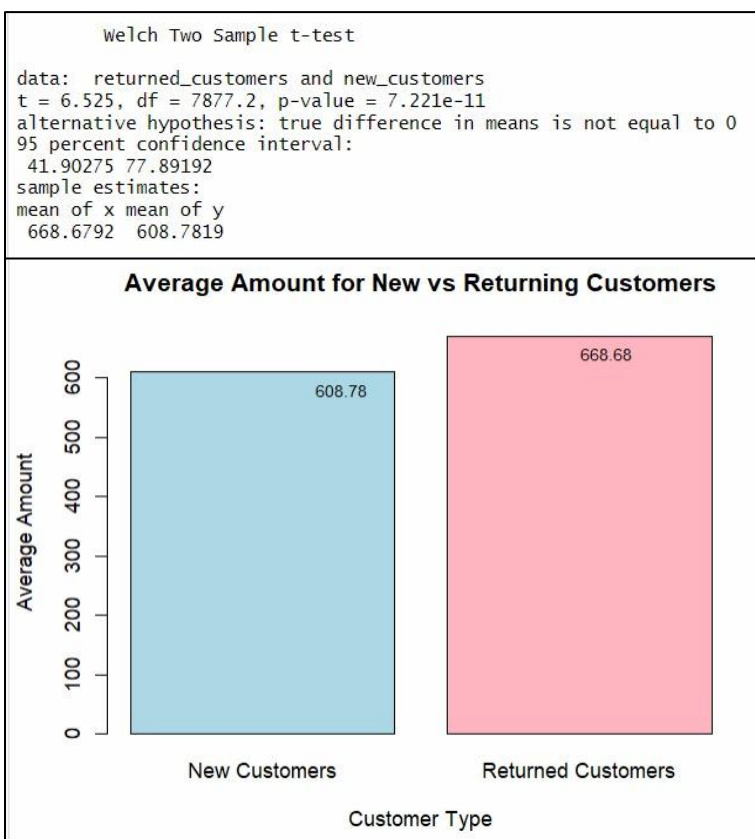 Welch Two Sample t-test
data:  returned_customers and new_customers
t = 6.525, df = 7877.2, p-value = 7.221e-11
alternative hypothesis: true difference in means is not equal to 0
95 percent confidence interval:
 41.90275 77.89192
sample estimates:
mean of x mean of y
 668.6792  608.7819
Average Amount for New vs Returning Customers
Average Amount
600
500
400
300
200
100
0
608.78
668.68
New Customers
Returned Customers
Customer Type